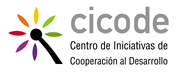 cicode
Centro de Iniciativas de
Cooperación al Desarrollo